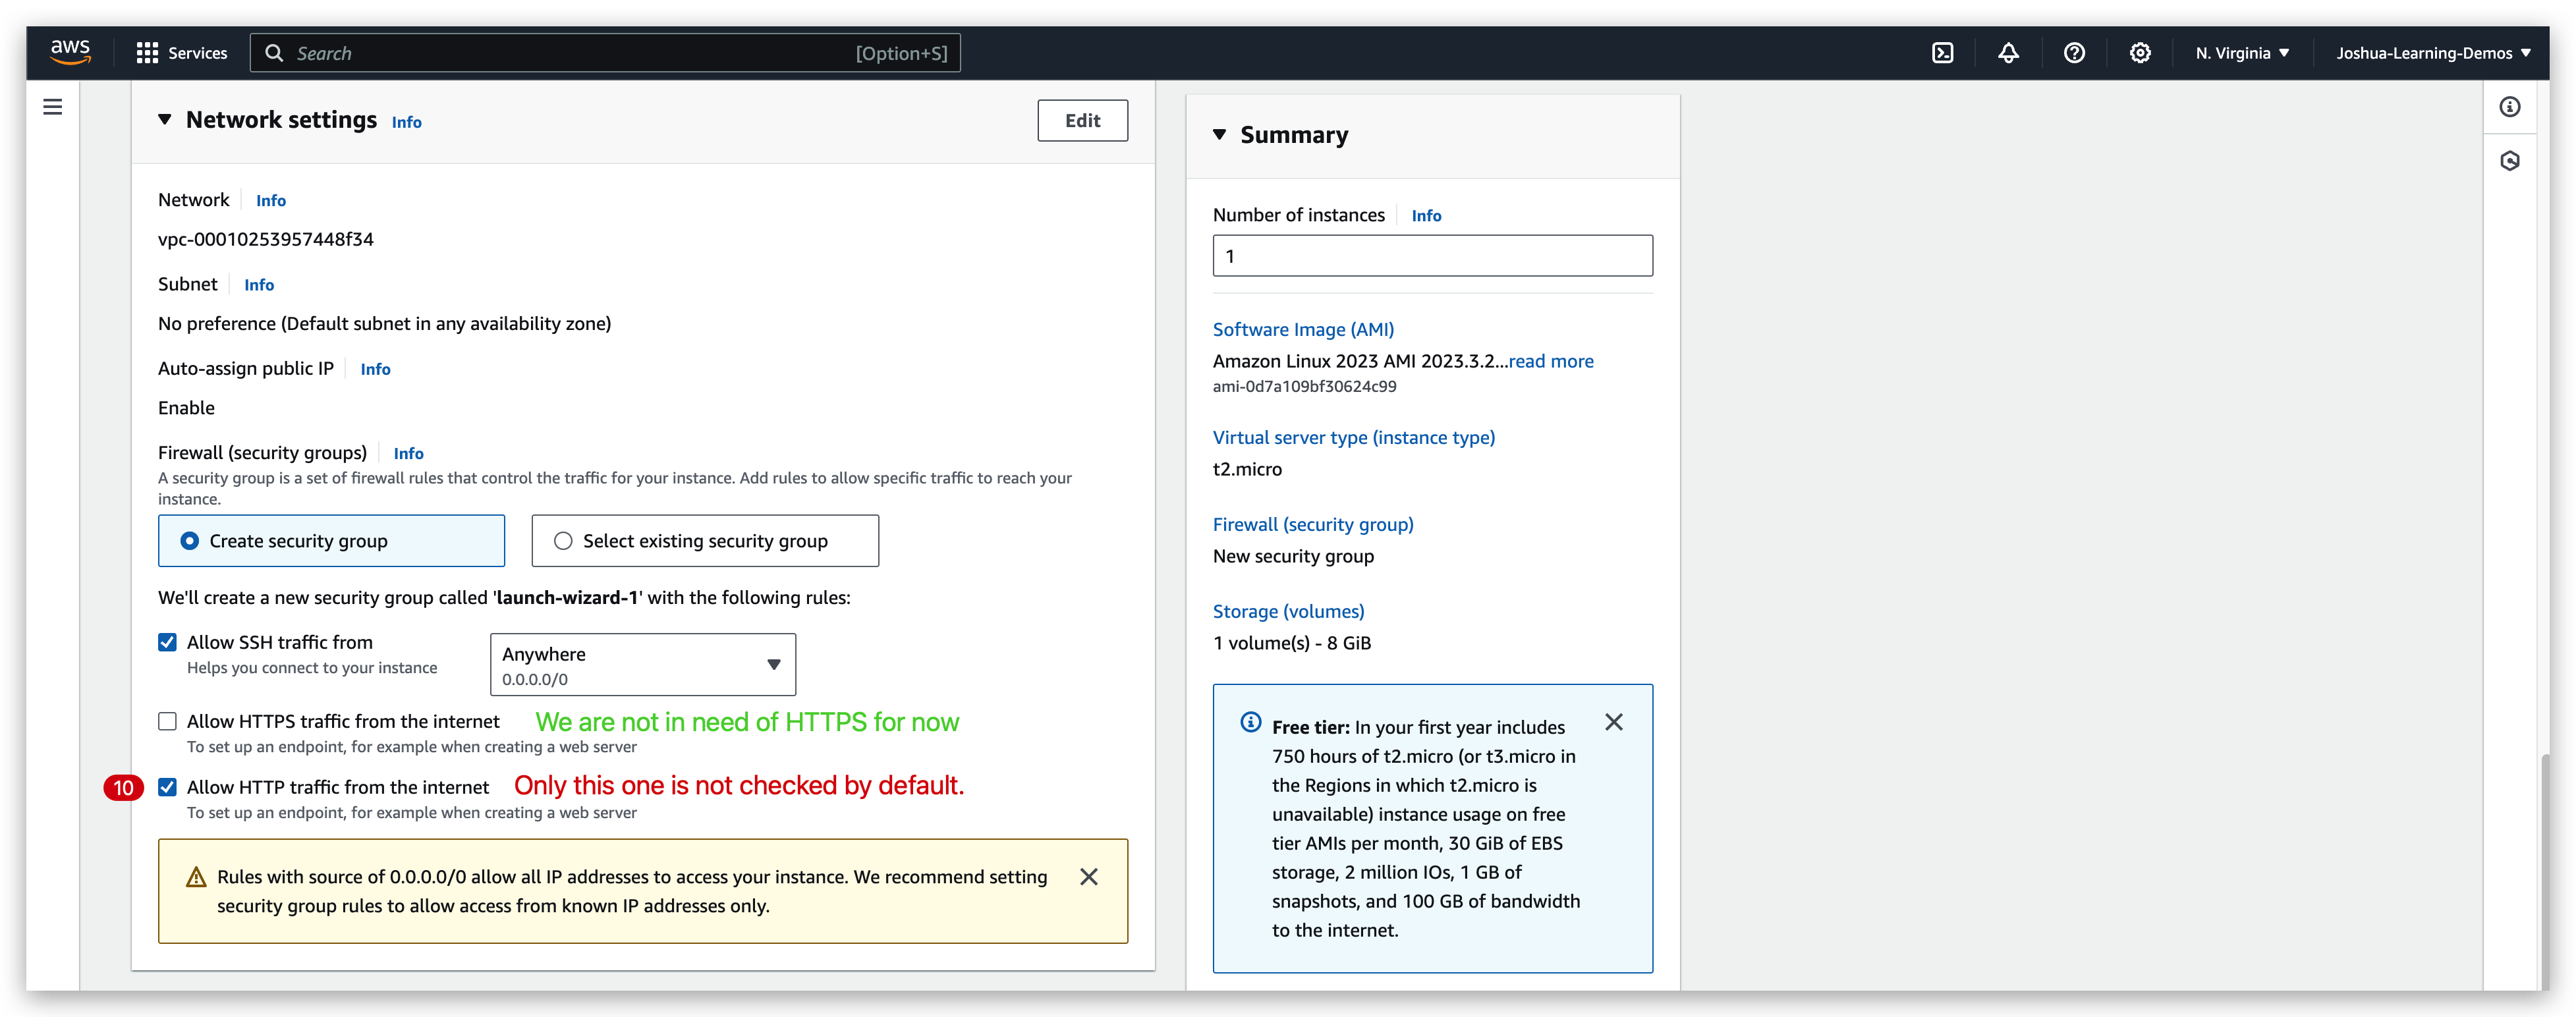 aws
Services
Search
[Option+S]
N. Virginia
Joshua-Learning-Demos
Network settings
Info
Edit
Network
Info
vpc-00010253957448f34
Subnet
Info
No preference (Default subnet in any availability zone)
Auto-assign public IP
Info
Enable
Firewall (security groups)
Info
A security group is a set of firewall rules that control the traffic for your instance. Add rules to allow specific traffic to reach your
instance.
Create security group
Select existing security group
We'll create a new security group called 'launch-wizard-1' with the following rules:
Allow SSH traffic from
Helps you connect to your instance
Anywhere
0.0.0.0/0
Allow HTTPS traffic from the internet
We are not in need of HTTPS for now
To set up an endpoint, for example when creating a web server
10
Allow HTTP traffic from the internet
Only this one is not checked by default.
To set up an endpoint, for example when creating a web server
Rules with source of 0.0.0.0/0 allow all IP addresses to access your instance. We recommend setting
security group rules to allow access from known IP addresses only.
Summary
Number of instances
Info
1
Software Image (AMI)
Amazon Linux 2023 AMI 2023.3.2...read more
ami-0d7a109bf30624c99
Virtual server type (instance type)
t2.micro
Firewall (security group)
New security group
Storage (volumes)
1 volume(s) - 8 GiB
Free tier: In your first year includes
750 hours of t2.micro (or t3.micro in
the Regions in which t2.micro is
unavailable) instance usage on free
tier AMIs per month, 30 GiB of EBS
storage, 2 million IOs, 1 GB of
snapshots, and 100 GB of bandwidth
to the internet.